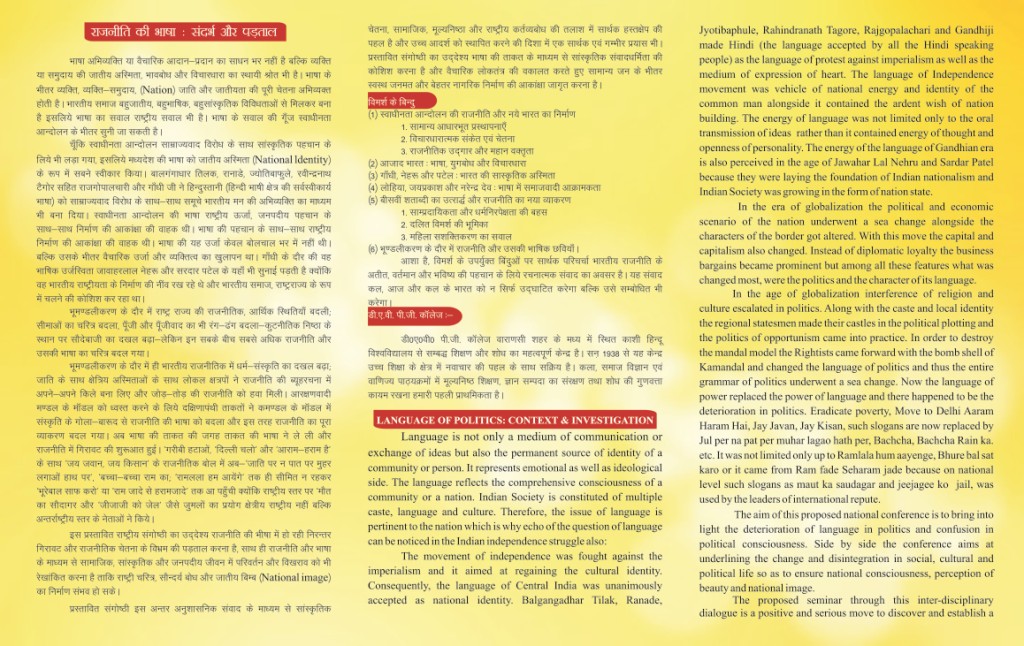 राजनीति की भाषा : संदर्भ और पड़ताल
भाषा अभिव्यक्ति या वैचारिक आदान–प्रदान का साधन भर नहीं है बल्कि व्यक्ति
या समुदाय की जातीय अस्मिता, भावबोध और विचारधारा का स्थायी श्रोत भी है। भाषा के
भीतर व्यक्ति, व्यक्ति–समुदाय, (Nation) जाति और जातीयता की पूरी चेतना अभिव्यक्त
होती है। भारतीय समाज बहुजातीय, बहुभाषिक, बहुसांस्कृतिक विविधताओं से मिलकर बना
है इसलिये भाषा का सवाल राष्ट्रीय सवाल भी है। भाषा के सवाल की गूँज स्वाधीनता
आन्दोलन के भीतर सुनी जा सकती है।
चूँकि स्वाधीनता आन्दोलन साम्राज्यवाद विरोध के साथ सांस्कृतिक पहचान के
लिये भी लड़ा गया, इसलिये मध्यदेश की भाषा को जातीय अस्मिता (National Identity)
के रूप में सबने स्वीकार किया। बालगंगाधार तिलक, रानाडे, ज्योतिबाफुले, रवीन्द्रनाथ
टैगोर सहित राजगोपालचारी और गाँधी जी ने हिन्दुस्तानी (हिन्दी भाषी क्षेत्र की सर्वस्वीकार्य
भाषा) को साम्राज्यवाद विरोध के साथ–साथ समूचे भारतीय मन की अभिव्यक्ति का माध्यम
भी बना दिया। स्वाधीनता आन्दोलन की भाषा राष्ट्रीय ऊर्जा, जनपदीय पहचान के
साथ–साथ निर्माण की आकांक्षा की वाहक थी। भाषा की पहचान के साथ–साथ राष्ट्रीय
निर्माण की आकांक्षा की वाहक थी। भाषा की यह उर्जा केवल बोलचाल भर में नहीं थी।
बल्कि उसके भीतर वैचारिक उर्जा और व्यक्तित्व का खुलापन था। गाँधी के दौर की यह
भाषिक उर्जस्विता जावाहरलाल नेहरू और सरदार पटेल के यहाँ भी सुनाई पड़ती है क्योंकि
वह भारतीय राष्ट्रीयता के निर्माण की नींव रख रहे थे और भारतीय समाज, राष्ट्रराज्य के रूप
में चलने की कोशिश कर रहा था।
भूमण्डलीकरण के दौर में राष्ट्र राज्य की राजनीतिक, आर्थिक स्थितियाँ बदली;
सीमाओं का चरित्र बदला, पूँजी और पूँजीवाद का भी रंग–ढंग बदला–कुटनीतिक निष्ठा के
स्थान पर सौदेबाजी का दखल बढ़ा–लेकिन इन सबके बीच सबसे अधिक राजनीति और
उसकी भाषा का चरित्र बदल गया।
भूमण्डलीकरण के दौर में ही भारतीय राजनीतिक में धर्म–संस्कृति का दखल बढ़ा;
जाति के साथ क्षेत्रिय अस्मिताओं के साथ लोकल क्षत्रपों ने राजनीति की ब्यूहरचना में
अपने–अपने किले बना लिए और जोड़–तोड़ की राजनीति को हवा मिली। आरक्षणवादी
मण्डल के मॉडल को ध्वस्त करने के लिये दक्षिणापंथी ताकतों ने कमण्डल के मॉडल में
संस्कृति के गोला–बारूद से राजनीति की भाषा को बदला और इस तरह राजनीति का पूरा
व्याकरण बदल गया। अब भाषा की ताकत की जगह ताकत की भाषा ने ले ली और
राजनीति में गिरावट की शुरूआत हुई। 'गरीबी हटाओ, 'दिल्ली चलो' और 'आराम–हराम है'
के साथ 'जय जवान, जय किसान' के राजनीतिक बोल में अब–'जाति पर न पात पर मुहर
लगाओ हाथ पर', 'बच्चा–बच्चा राम का; 'रामलला हम आयेंगे' तक ही सीमित न रहकर
'भूरेबाल साफ करो' या 'राम जादे से हरामजादे' तक आ पहुँची क्योंकि राष्ट्रीय स्तर पर 'मौत
का सौदागर और 'जीजाजी को जेल' जैसे जुमलों का प्रयोग क्षेत्रीय राष्ट्रीय नहीं बल्कि
अन्तर्राष्ट्रीय स्तर के नेताओं ने किये।
इस प्रस्तावित राष्ट्रीय संगोष्ठी का उद्देश्य राजनीति की भीषा में हो रही निरन्तर
गिरावट और राजनीतिक चेतना के विभ्रम की पड़ताल करना है, साथ ही राजनीति और भाषा
के माध्यम से सामाजिक, सांस्कृतिक और जनपदीय जीवन में परिवर्तन और विखराव को भी
रेखांकित करना है ताकि राष्ट्री चरित्र, सौन्दर्य बोध और जातीय बिम्ब (National image)
का निर्माण संभव हो सके।
प्रस्तावित संगोष्ठी इस अन्तर अनुशासनिक संवाद के माध्यम से सांस्कृतिक
चेतना, सामाजिक, मूल्यनिष्ठा और राष्ट्रीय कर्तव्यबोध की तलाश में सार्थक हस्तक्षेप की
पहल है और उच्च आदर्श को स्थापित करने की दिशा में एक सार्थक एवं गम्भीर प्रयास भी।
प्रस्तावित संगोष्ठी का उद्देश्य भाषा की ताकत के माध्यम से सांस्कृतिक संवादधर्मिता की
कोशिश करना है और वैचारिक लोकतंत्र की वकालत करते हुए सामान्य जन के भीतर
स्वस्थ जनमत और बेहतर नागरिक निर्माण की आकांक्षा जागृत करना है।
विमर्श के बिन्दु
(1) स्वाधीनता आन्दोलन की राजनीति और नये भारत का निर्माण
1. सामान्य आधारभूत प्रस्थापनाएँ
2. विचारधारात्मक संकेत एवं चेतना
3. राजनीतिक उद्गार और महान वक्तृता
(2) आजाद भारत : भाषा, युगबोध और विचारधारा
(3) गाँधी, नेहरू और पटेल : भारत की सांस्कृतिक अस्मिता
(4) लोहिया, जयप्रकाश और नरेन्द्र देव : भाषा में समाजवादी आक्रामकता
(5) बीसवीं शताब्दी का उत्तरार्द्ध और राजनीति का नया व्याकरण
1. साम्प्रदायिकता और धर्मनिरेपक्षता की बहस
2. दलित विमर्श की भूमिका
3. महिला सशक्तिकरण का सवाल
(6) भूण्डलीकरण के दौर में राजनीति और उसकी भाषिक छवियाँ।
आशा है, विमर्श के उपर्युक्त बिंदुओं पर सार्थक परिचर्चा भारतीय राजनीति के
अतीत, वर्तमान और भविष्य की पहचान के लिये रचनात्मक संवाद का अवसर है। यह संवाद
कल, आज और कल के भारत को न सिर्फ उद्घाटित करेगा बल्कि उसे सम्बोधित भी
करेगा।
डी.ए.वी. पी.जी. कॉलेज :–
डी०ए०वी० पी.जी. कॉलेज वाराणसी शहर के मध्य में स्थित काशी हिन्दू
विश्वविद्यालय से सम्बद्ध शिक्षण और शोध का महत्वपूर्ण केन्द्र है। सन् 1938 से यह केन्द्र
उच्च शिक्षा के क्षेत्र में नवाचार की पहल के साथ सक्रिय है। कला, समाज विज्ञान एवं
वाणिज्य पाठ्यक्रमों में मूल्यनिष्ठ शिक्षण, ज्ञान सम्पदा का संरक्षण तथा शोध की गुणवत्ता
कायम रखना हमारी पहली प्राथमिकता है।
LANGUAGE OF POLITICS: CONTEXT & INVESTIGATION
Language is not only a medium of communication or
exchange of ideas but also the permanent source of identity of a
community or person. It represents emotional as well as ideological
side. The language reflects the comprehensive consciousness of a
community or a nation. Indian Society is constituted of multiple
caste, language and culture. Therefore, the issue of language is
pertinent to the nation which is why echo of the question of language
can be noticed in the Indian independence struggle also:
The movement of independence was fought against the
imperialism and it aimed at regaining the cultural identity.
Consequently, the language of Central India was unanimously
accepted as national identity. Balgangadhar Tilak, Ranade,
Jyotibaphule, Rahindranath Tagore, Rajgopalachari and Gandhiji
made Hindi (the language accepted by all the Hindi speaking
people) as the language of protest against imperialism as well as the
medium of expression of heart. The language of Independence
movement was vehicle of national energy and identity of the
common man alongside it contained the ardent wish of nation
building. The energy of language was not limited only to the oral
transmission of ideas rather than it contained energy of thought and
openness of personality. The energy of the language of Gandhian era
is also perceived in the age of Jawahar Lal Nehru and Sardar Patel
because they were laying the foundation of Indian nationalism and
Indian Society was growing in the form of nation state.
In the era of globalization the political and economic
scenario of the nation underwent a sea change alongside the
characters of the border got altered. With this move the capital and
capitalism also changed. Instead of diplomatic loyalty the business
bargains became prominent but among all these features what was
changed most, were the politics and the character of its language.
In the age of globalization interference of religion and
culture escalated in politics. Along with the caste and local identity
the regional statesmen made their castles in the political plotting and
the politics of opportunism came into practice. In order to destroy
the mandal model the Rightists came forward with the bomb shell of
Kamandal and changed the language of politics and thus the entire
grammar of politics underwent a sea change. Now the language of
power replaced the power of language and there happened to be the
deterioration in politics. Eradicate poverty, Move to Delhi Aaram
Haram Hai, Jay Javan, Jay Kisan, such slogans are now replaced by
Jul per na pat per muhar lagao hath per, Bachcha, Bachcha Rain ka.
etc. It was not limited only up to Ramlala hum aayenge, Bhure bal sat
karo or it came from Ram fade Seharam jade because on national
level such slogans as maut ka saudagar and jeejagee ko jail, was
used by the leaders of international repute.
The aim of this proposed national conference is to bring into
light the deterioration of language in politics and confusion in
political consciousness. Side by side the conference aims at
underlining the change and disintegration in social, cultural and
political life so as to ensure national consciousness, perception of
beauty and national image.
The proposed seminar through this inter-disciplinary
dialogue is a positive and serious move to discover and establish a